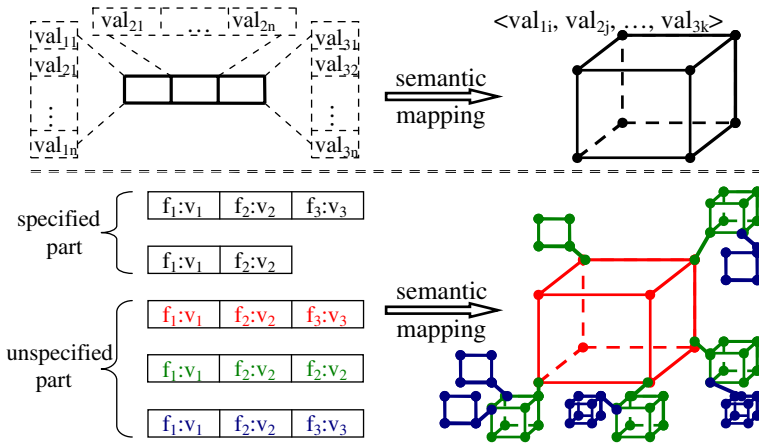 val₂₁ … val₂ₙ
<val₁ᵢ, val₂ⱼ, …, val₃ₖ>
val₁₁
val₂₁
⋮
val₁ₙ
val₃₁
val₃₂
⋮
val₃ₙ
semantic
mapping
specified
part
f₁:v₁ f₂:v₂ f₃:v₃
f₁:v₁ f₂:v₂
unspecified
part
f₁:v₁ f₂:v₂ f₃:v₃
f₁:v₁ f₂:v₂ f₂:v₂
f₁:v₁ f₂:v₂ f₃:v₃
semantic
mapping